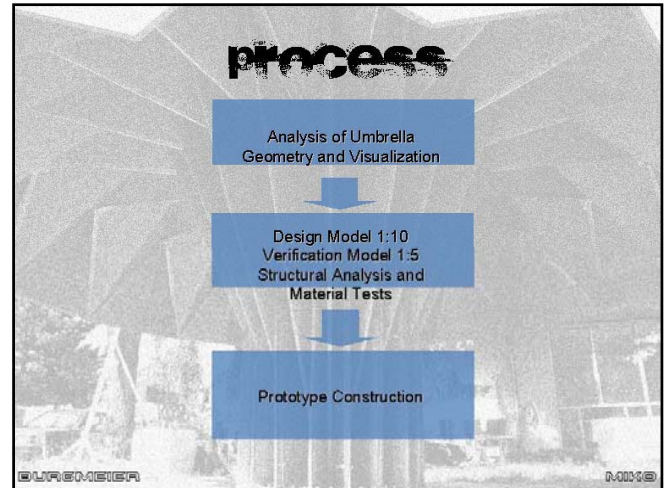 process
Analysis of Umbrella
Geometry and Visualization
Design Model 1:10
Verification Model 1:5
Structural Analysis and
Material Tests
Prototype Construction
BURGMEIER
MIKO